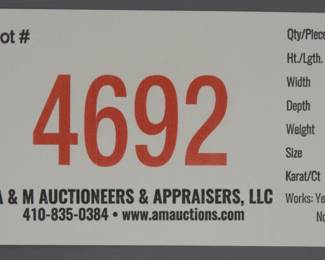 ot #
4692
A & M AUCTIONEERS & APPRAISERS, LLC
410-835-0384 • www.amauctions.com
Qty/Piece
Ht./Lgth.
Width
Depth
Weight
Size
Karat/Ct
Works: Ye
No